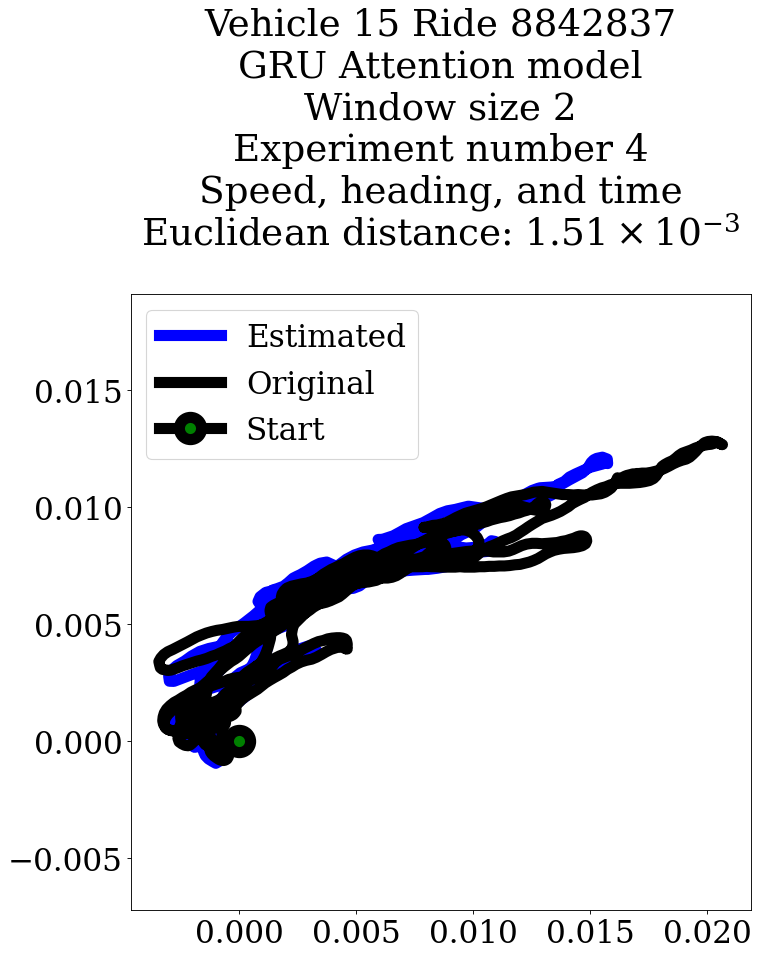 Vehicle 15 Ride 8842837
GRU Attention model
Window size 2
Experiment number 4
Speed, heading, and time
Euclidean distance: 1.51 × 10⁻³
Estimated
Original
Start
0.015
0.010
0.005
0.000
−0.005
0.000 0.005 0.010 0.015 0.020